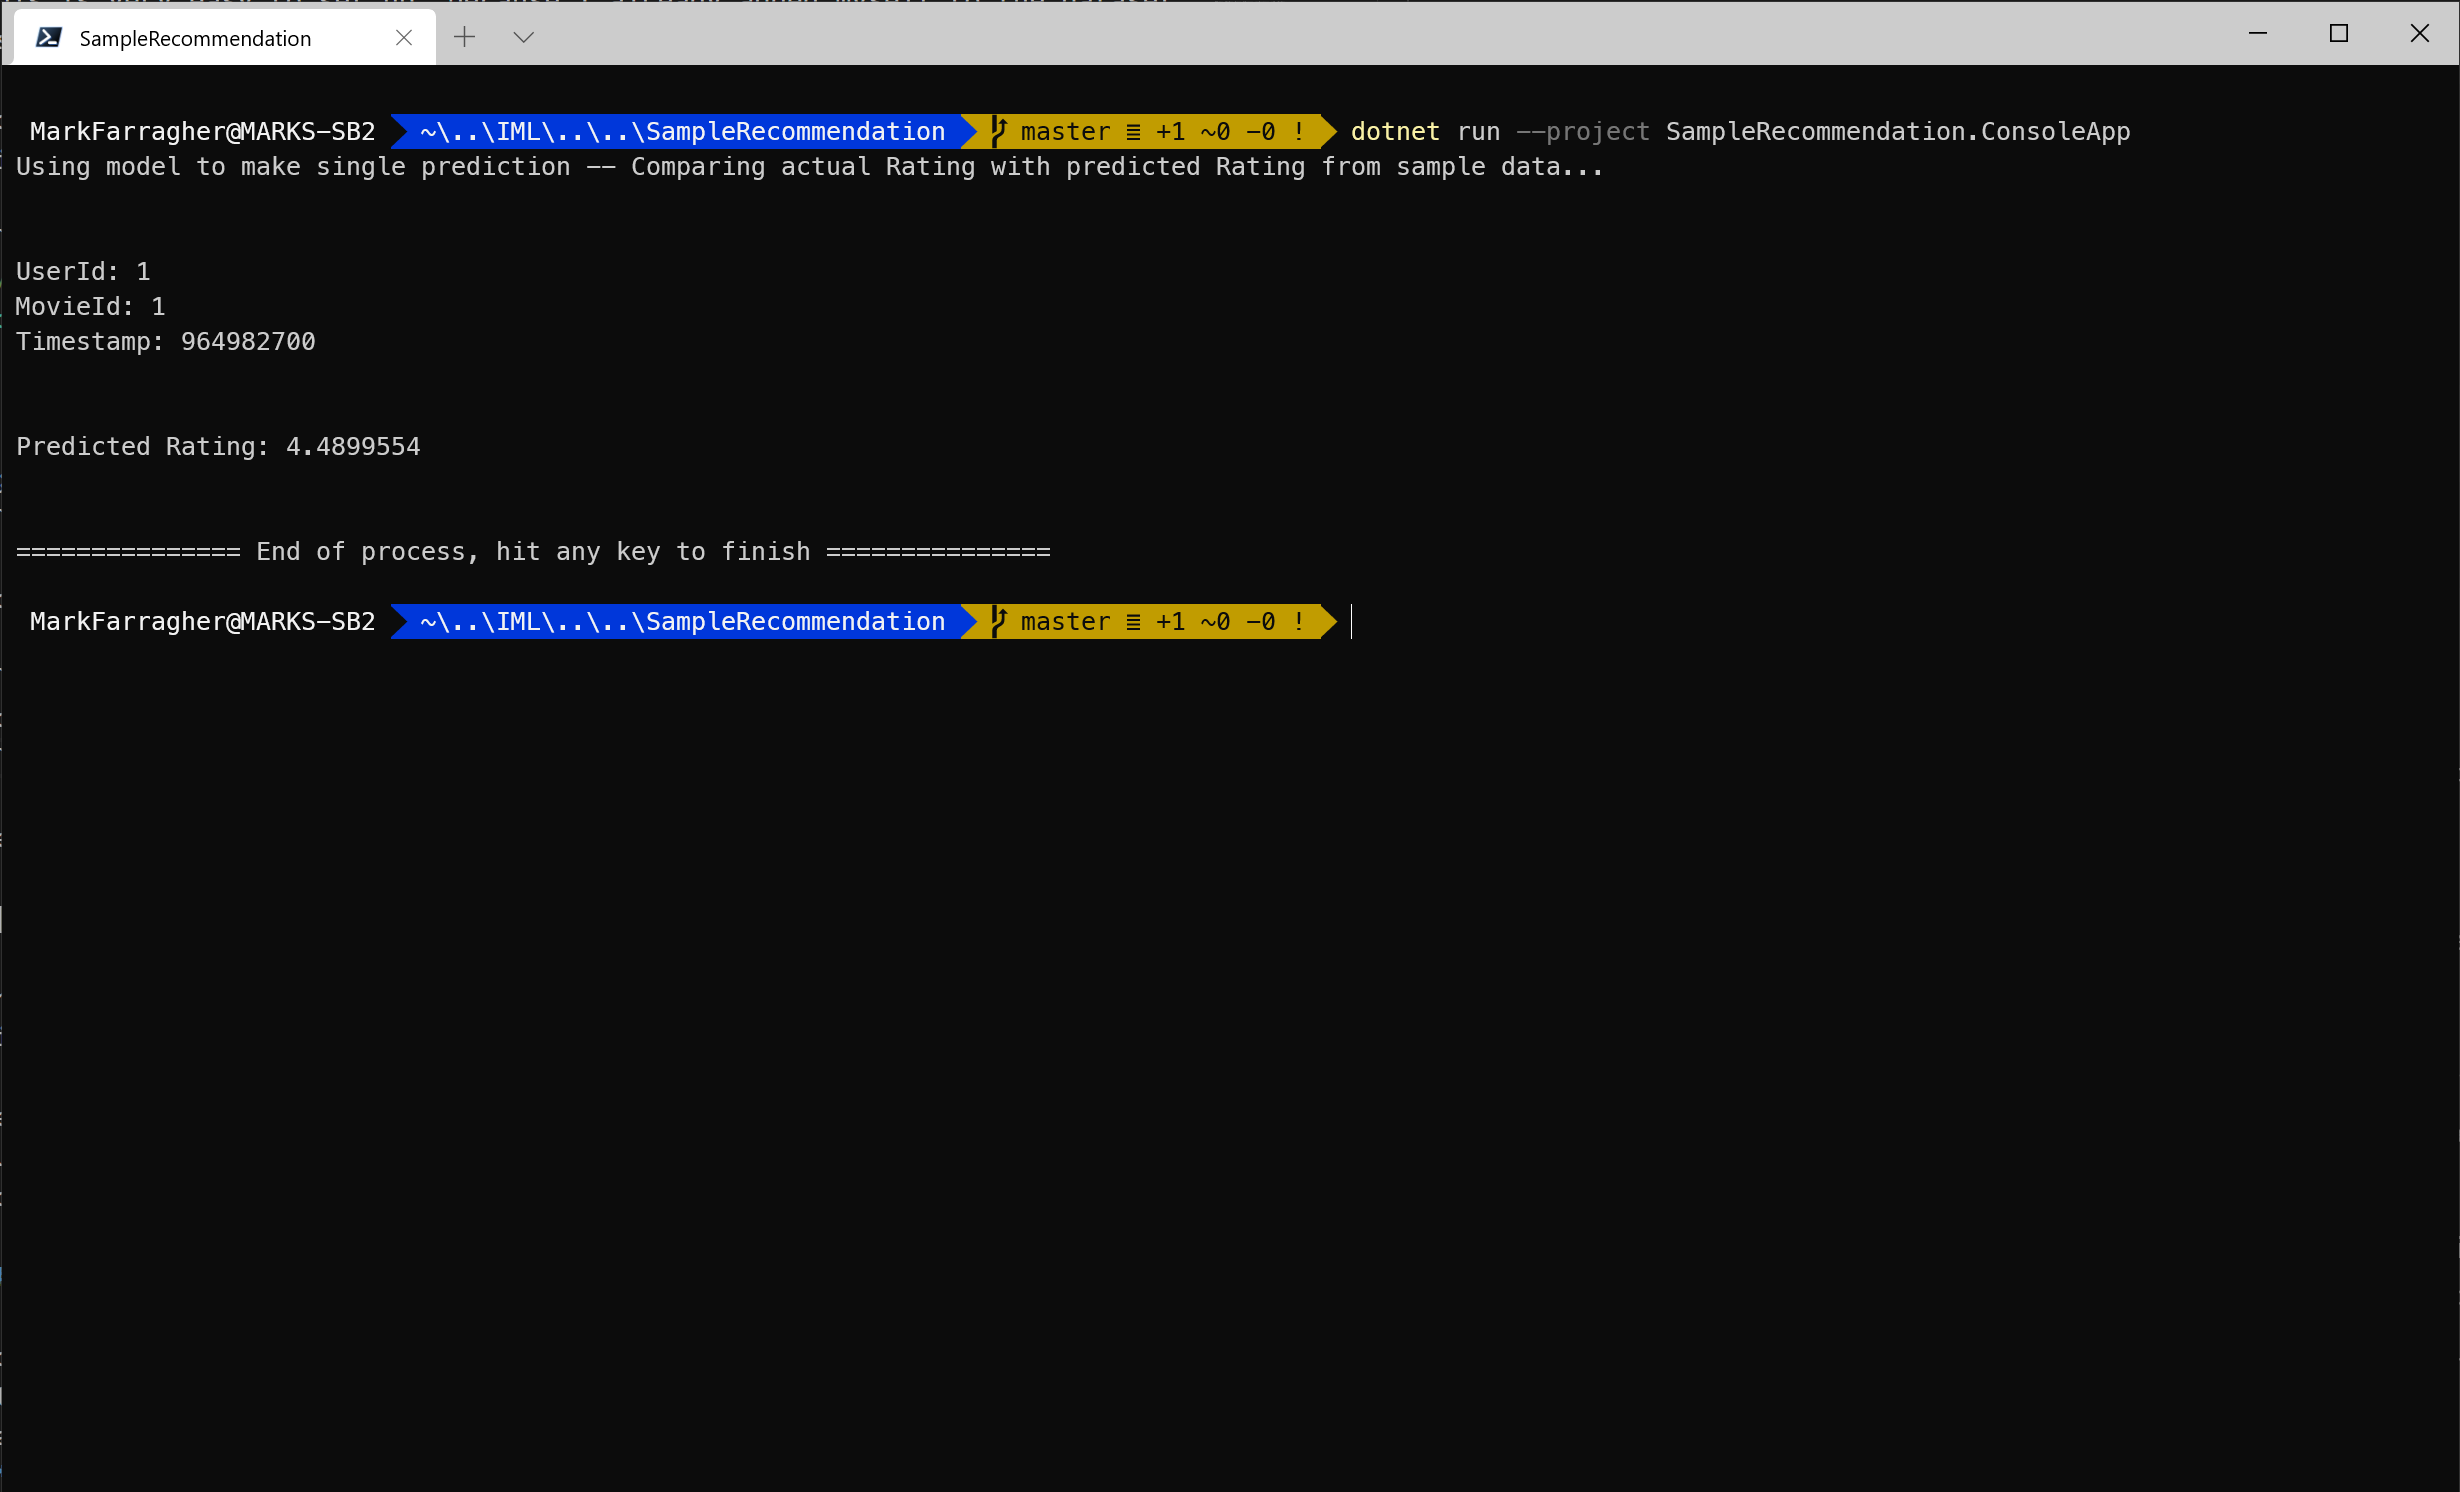 SampleRecommendation
MarkFarragher@MARKS-SB2 ~\..\IML\..\..\SampleRecommendation master ≡ +1 ~0 -0 ! dotnet run --project SampleRecommendation.ConsoleApp
Using model to make single prediction -- Comparing actual Rating with predicted Rating from sample data...
UserId: 1
MovieId: 1
Timestamp: 964982700
Predicted Rating: 4.4899554
=============== End of process, hit any key to finish ===============
MarkFarragher@MARKS-SB2 ~\..\IML\..\..\SampleRecommendation master ≡ +1 ~0 -0 !